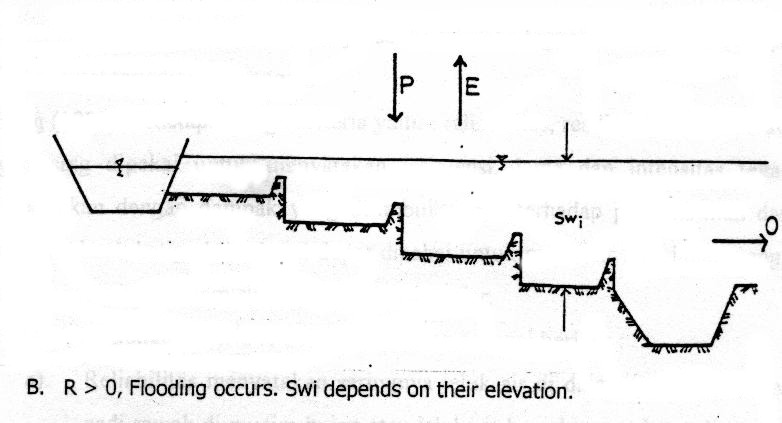 P
E
Swi
O
B. R > 0, Flooding occurs. Swi depends on their elevation.